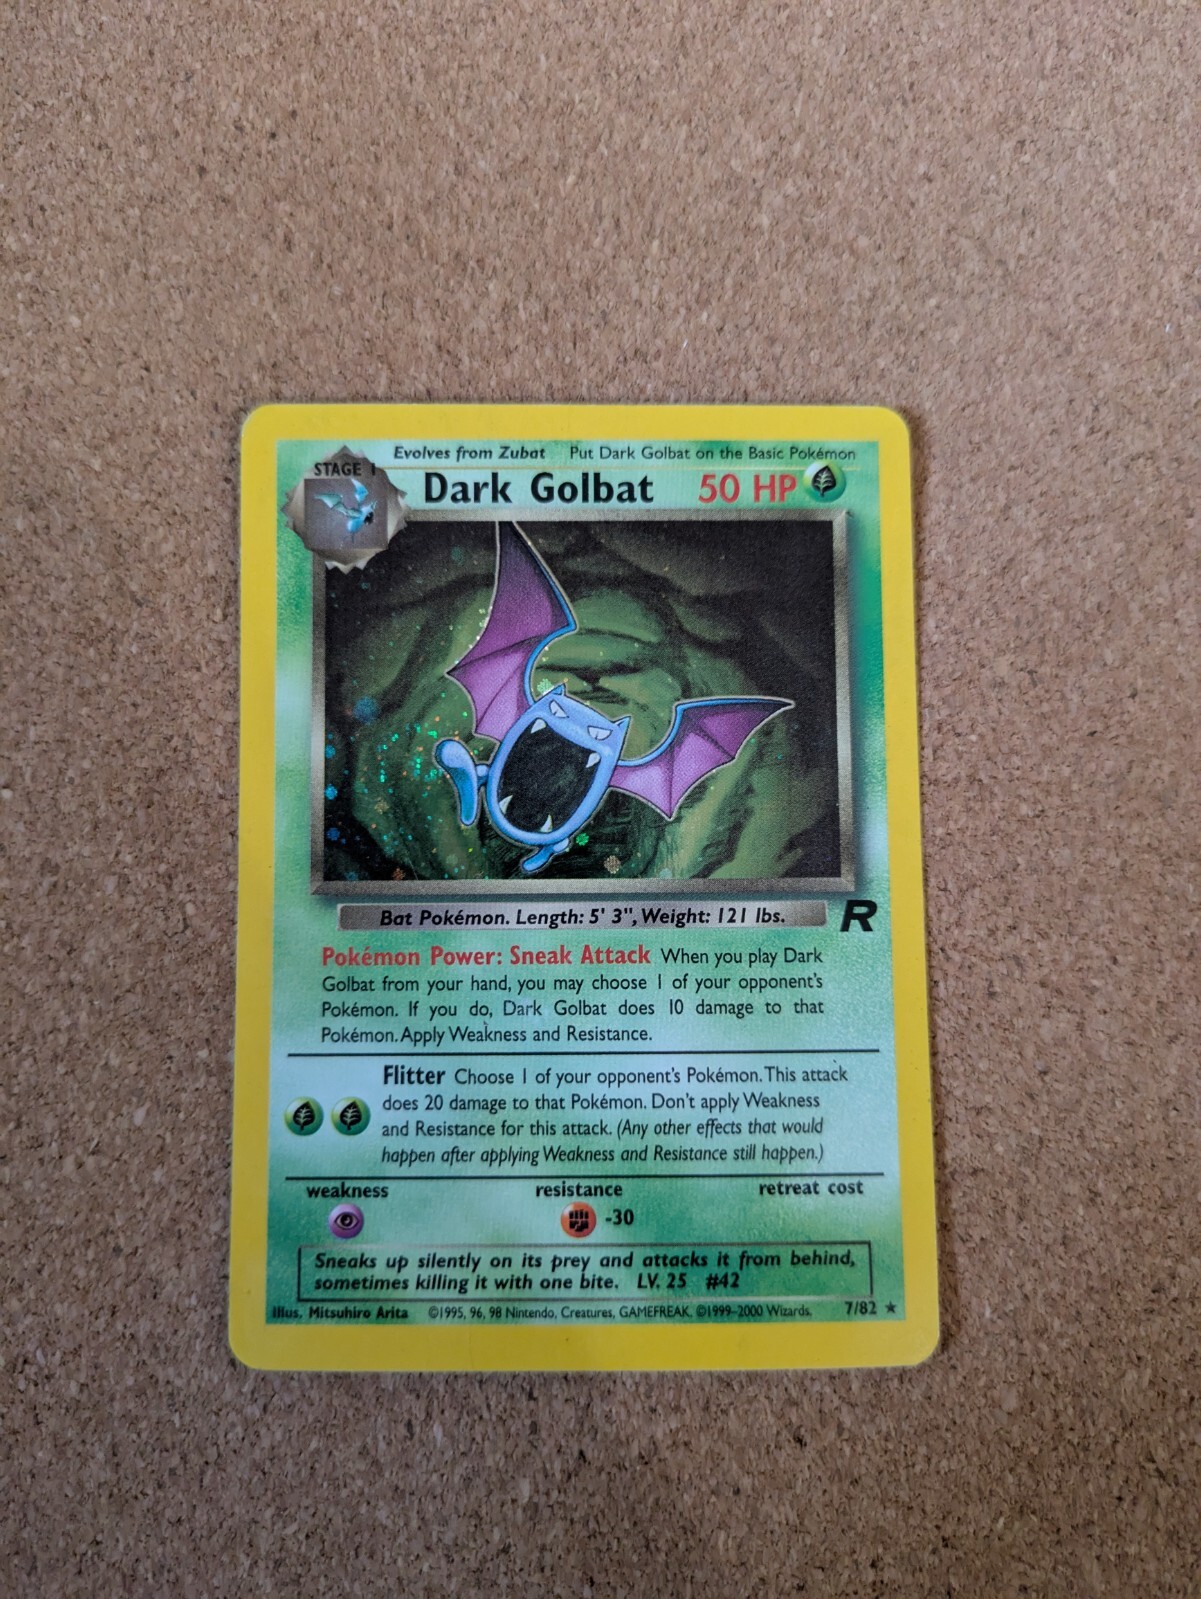 Evolves from Zubat Put Dark Golbat on the Basic Pokémon
STAGE 1
Dark Golbat 50 HP
Bat Pokémon. Length: 5' 3", Weight: 121 lbs.
R
Pokémon Power: Sneak Attack When you play Dark
Golbat from your hand, you may choose 1 of your opponent's
Pokémon. If you do, Dark Golbat does 10 damage to that
Pokémon. Apply Weakness and Resistance.
Flitter Choose 1 of your opponent's Pokémon. This attack
does 20 damage to that Pokémon. Don't apply Weakness
and Resistance for this attack. (Any other effects that would
happen after applying Weakness and Resistance still happen.)
weakness resistance retreat cost
-30
Sneaks up silently on its prey and attacks it from behind,
sometimes killing it with one bite. LV. 25 #42
Illus. Mitsuhiro Arita ©1995, 96, 98 Nintendo, Creatures, GAMEFREAK. ©1999-2000 Wizards. 7/82 ★